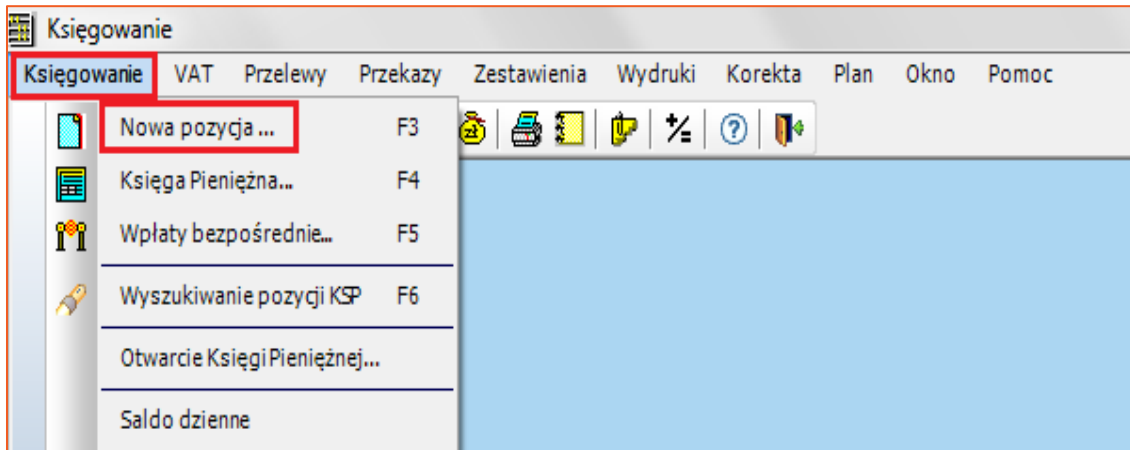 Księgowanie
Księgowanie VAT Przelewy Przekazy Zestawienia Wydruki Korekta Plan Okno Pomoc
Nowa pozycja ... F3
Księga Pieniężna... F4
Wpłaty bezpośrednie... F5
Wyszukiwanie pozycji KSP F6
Otwarcie Księgi Pieniężnej...
Saldo dzienne